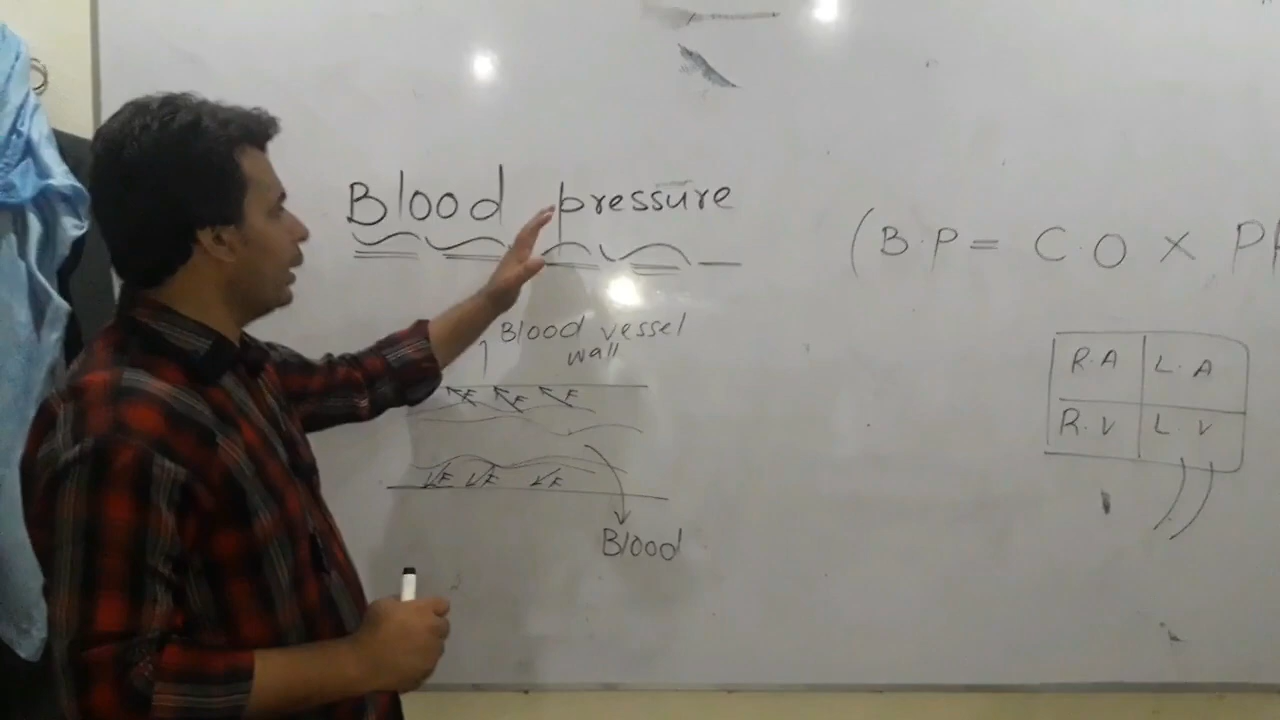 Blood pressure
(B.P = C.O X P
Blood vessel
wall
F F F
F F F
Blood
R.A L.A
R.V L.V